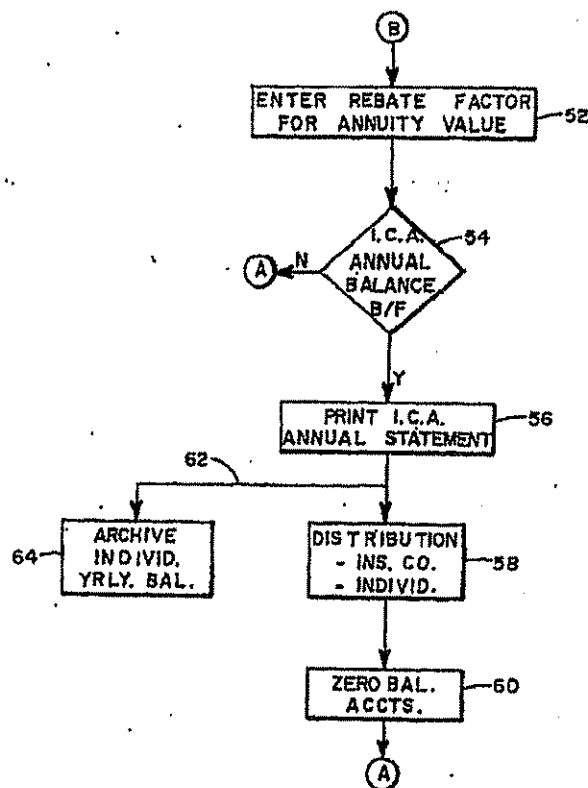 B
ENTER REBATE FACTOR
FOR ANNUITY VALUE
52
I.C.A.
ANNUAL
BALANCE
B/F
54
N
A
Y
PRINT I.C.A.
ANNUAL STATEMENT
56
62
ARCHIVE
INDIVID.
YRLY. BAL.
64
DISTRIBUTION
- INS. CO.
- INDIVID.
58
ZERO BAL.
ACCTS.
60
A